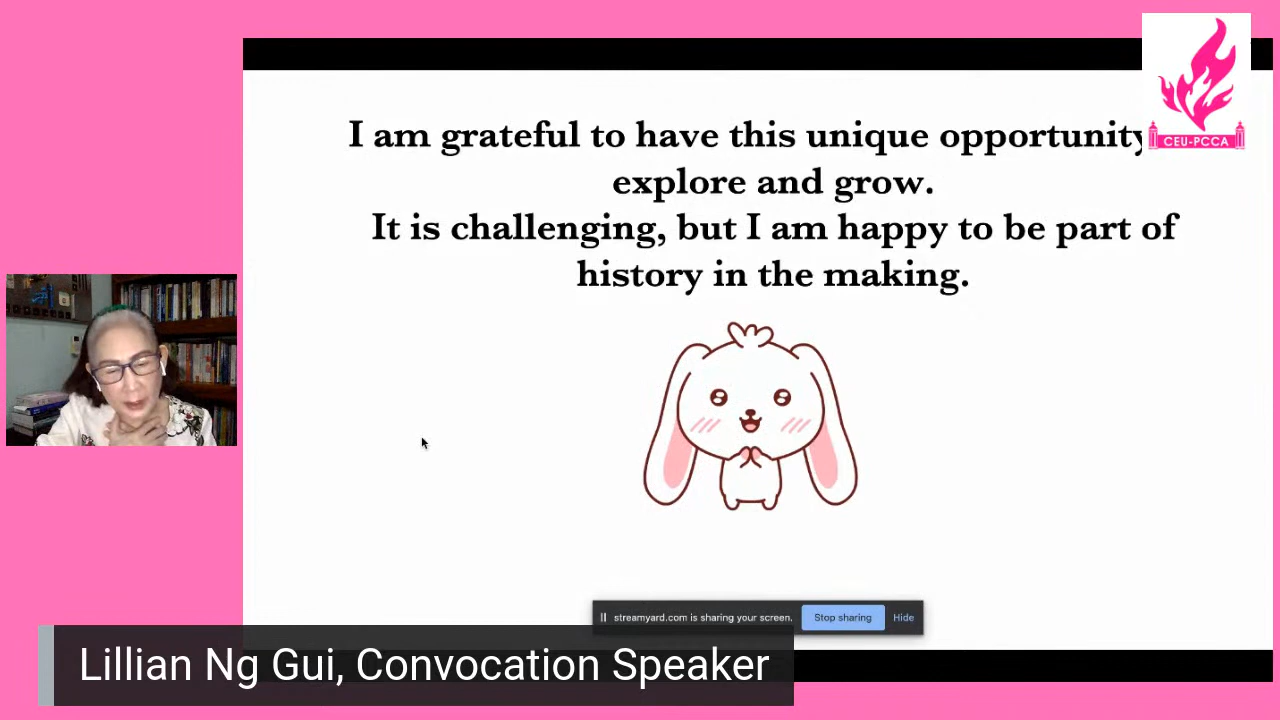 I am grateful to have this unique opportunity
explore and grow.
It is challenging, but I am happy to be part of
history in the making.
CEU-PCCA
streamyard.com is sharing your screen. Stop sharing Hide
Lillian Ng Gui, Convocation Speaker